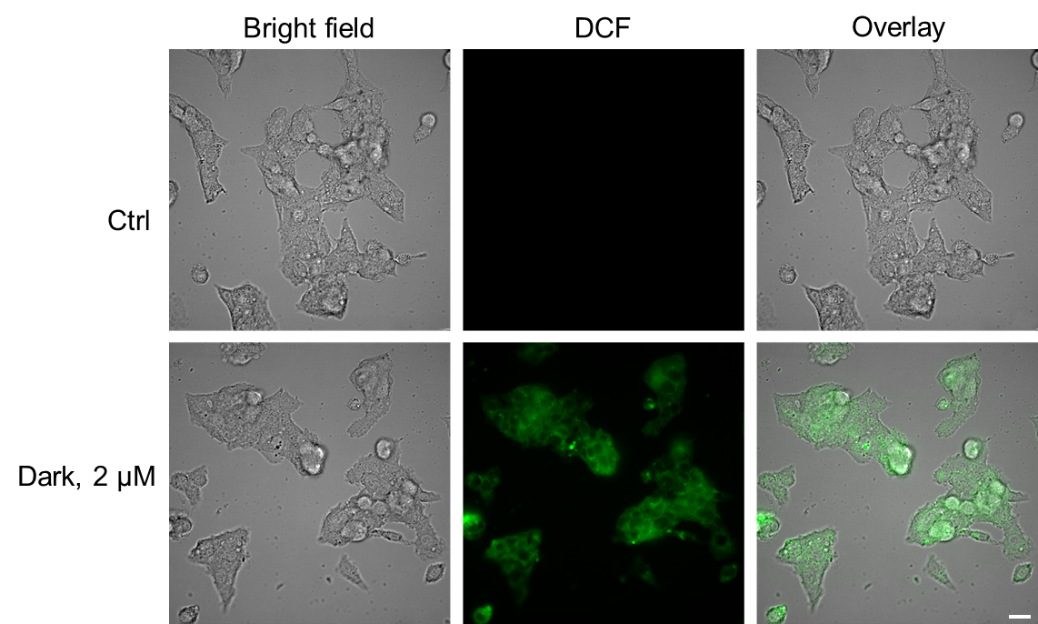 Bright field
DCF
Overlay
Ctrl
Dark, 2 μM